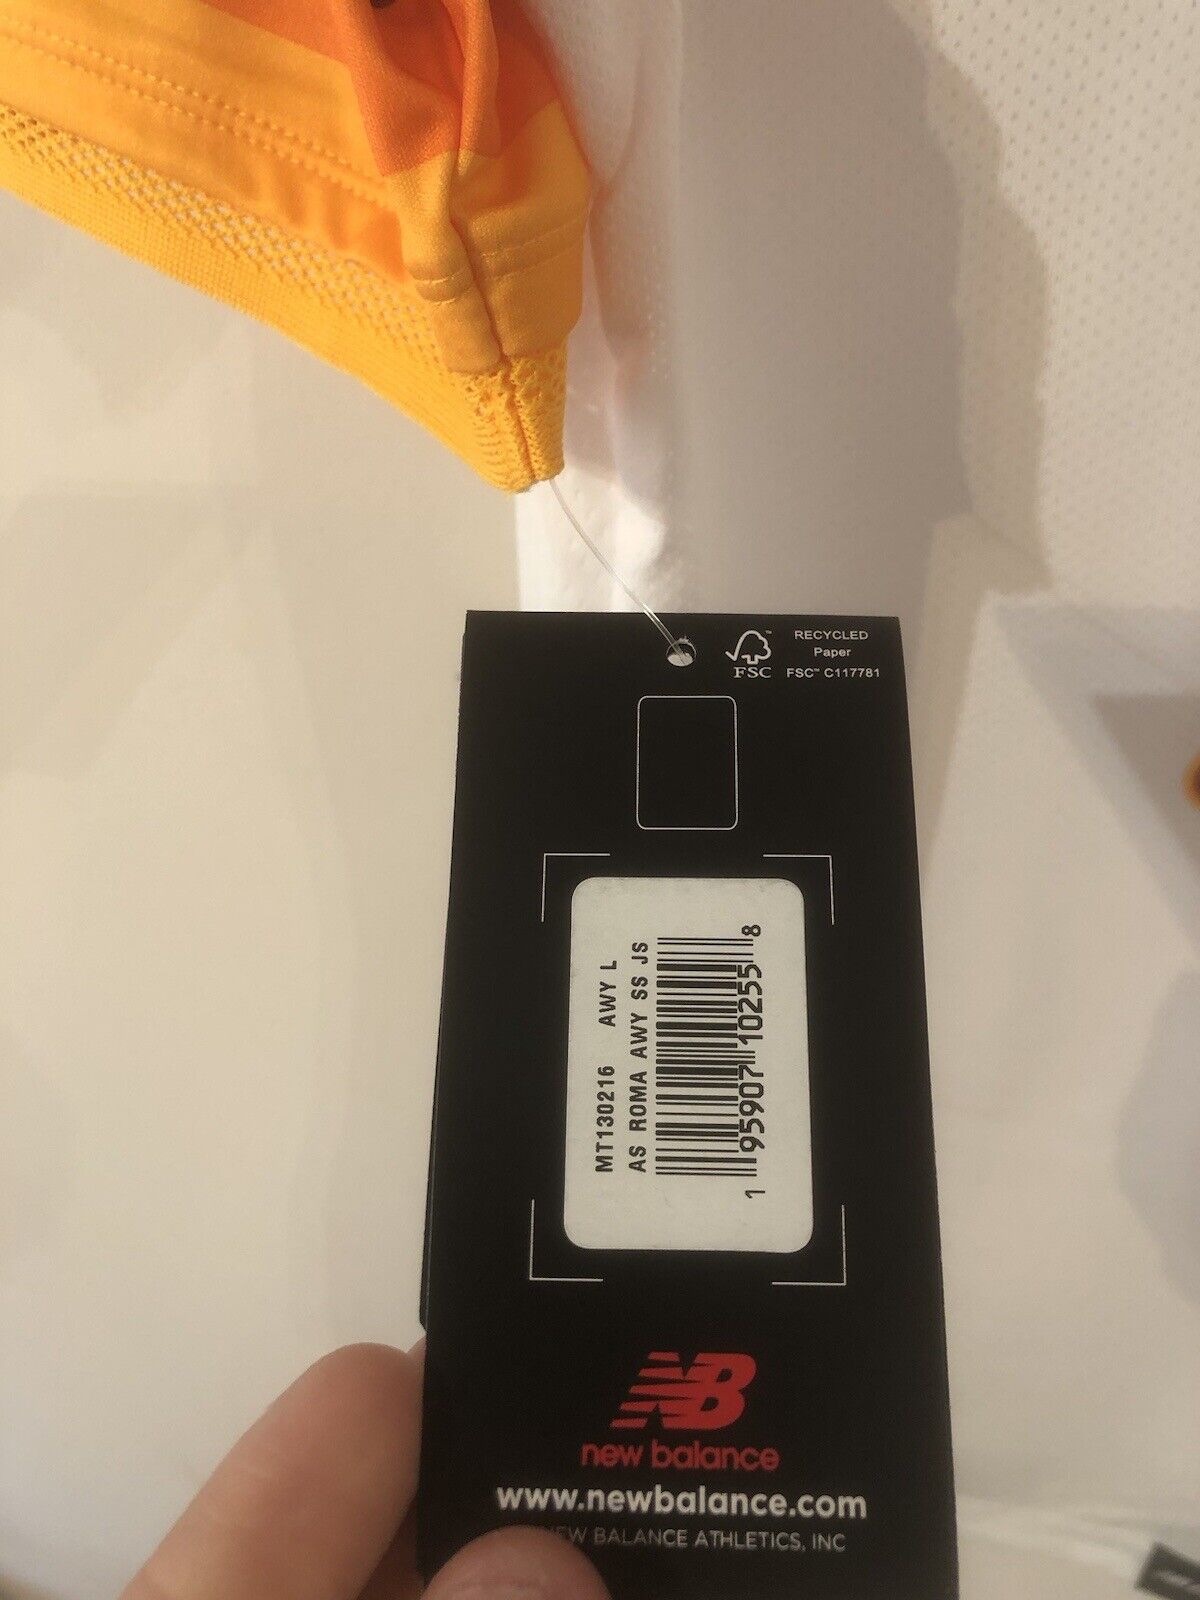 RECYCLED
Paper
FSC™ C117781
FSC™
MT130216 AWY L
AS ROMA AWY SS JS
1 95907 10255 8
NB
new balance
www.newbalance.com
NEW BALANCE ATHLETICS, INC